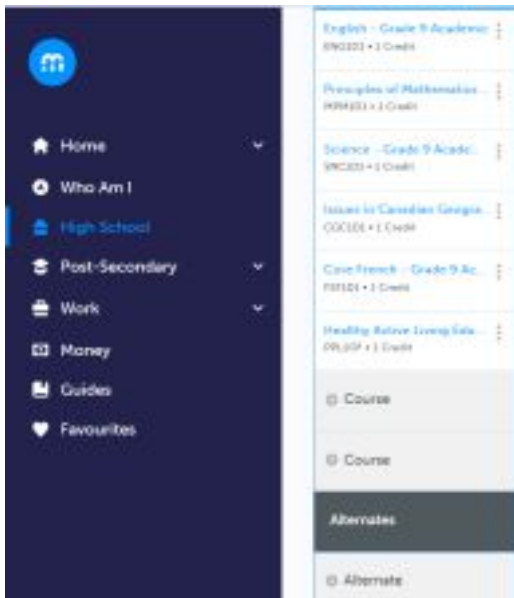 m
Home
Who Am I
High School
Post-Secondary
Work
Money
Guides
Favourites
English - Grade 9 Academic
ENG1D1 • 1 Credit
Principles of Mathematics ...
MPM1D1 • 1 Credit
Science - Grade 9 Acade...
SNC1D1 • 1 Credit
Issues in Canadian Geogra...
CGC1D1 • 1 Credit
Core French - Grade 9 Ac...
FSF1D1 • 1 Credit
Healthy Active Living Edu...
1 Credit
Course
Course
Alternates
Alternate